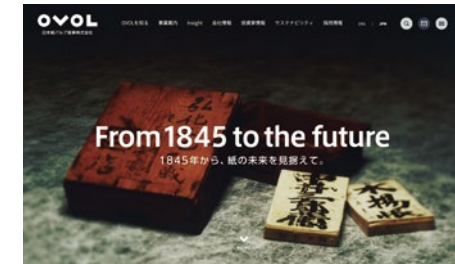 OVOL
日本紙パルプ商事株式会社
OVOLを知る 事業案内 Insight 会社情報 投資家情報 サステナビリティ 採用情報
ENG | JPN
弘化
From 1845 to the future
1845年から、紙の未来を見据えて。